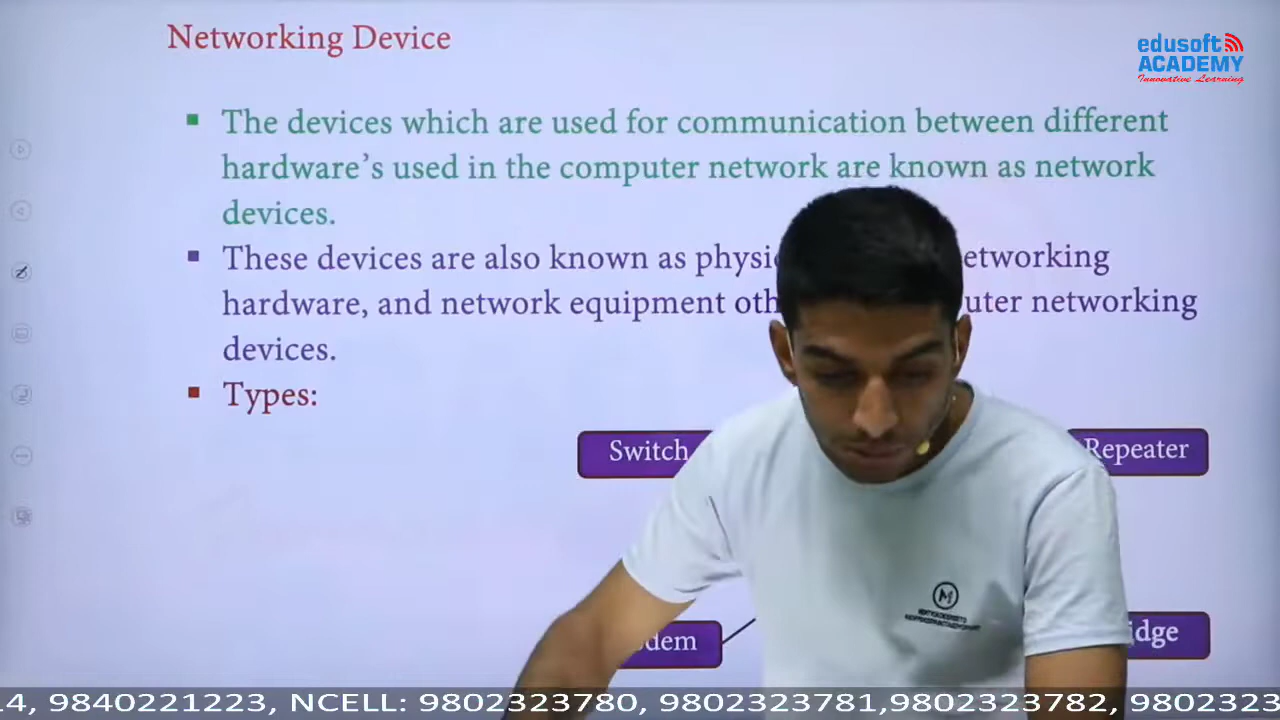 Networking Device
edusoft
ACADEMY
Innovative Learning
The devices which are used for communication between different
hardware’s used in the computer network are known as network
devices.
These devices are also known as physi etworking
hardware, and network equipment oth uter networking
devices.
Types:
Switch
Repeater
dem
idge
4, 9840221223, NCELL: 9802323780, 9802323781,9802323782, 980232